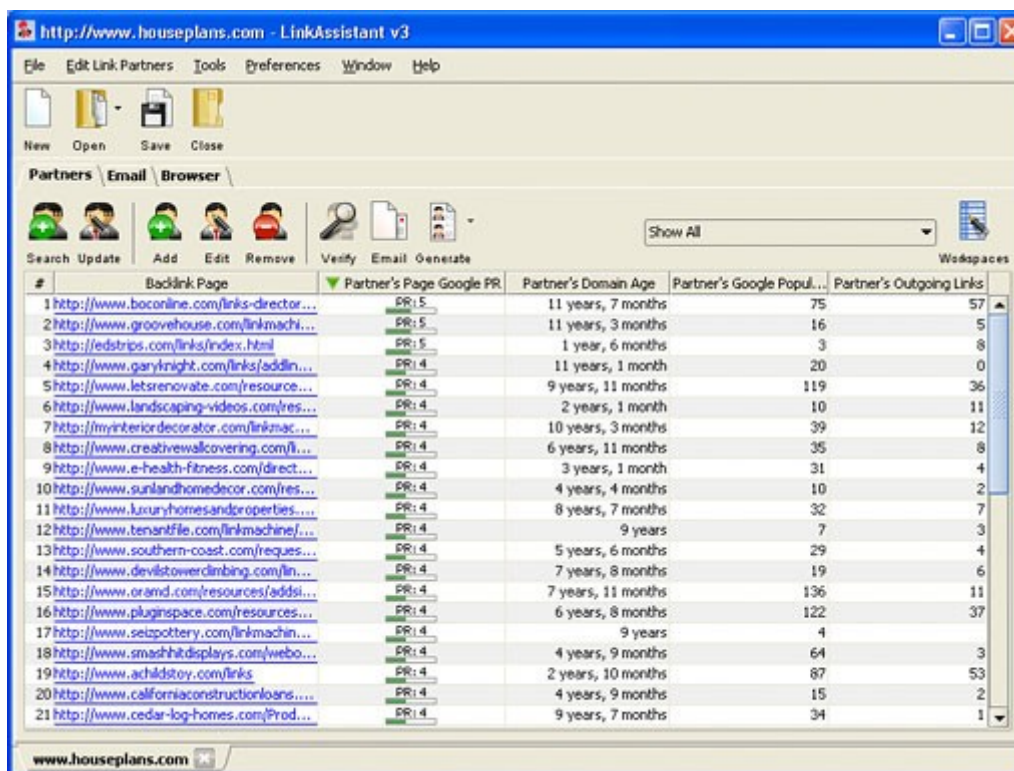 http://www.houseplans.com - LinkAssistant v3
File Edit Link Partners Tools Preferences Window Help
New Open Save Close
Partners Email Browser
Show All
Search Update Add Edit Remove Verify Email Generate Workspaces
# Backlink Page Partner's Page Google PR Partner's Domain Age Partner's Google Popul... Partner's Outgoing Links
1 http://www.boconline.com/links-director... PR: 5 11 years, 7 months 75 57
2 http://www.groovehouse.com/linkmachi... PR: 5 11 years, 3 months 16 5
3 http://edstrips.com/links/index.html PR: 5 1 year, 6 months 3 8
4 http://www.garyknight.com/links/addlin... PR: 4 11 years, 1 month 20 0
5 http://www.letsrenovate.com/resource... PR: 4 9 years, 11 months 119 36
6 http://www.landscaping-videos.com/res... PR: 4 2 years, 1 month 10 11
7 http://myinteriordecorator.com/linkmac... PR: 4 10 years, 3 months 39 12
8 http://www.creativewallcovering.com/li... PR: 4 6 years, 11 months 35 8
9 http://www.e-health-fitness.com/direct... PR: 4 3 years, 1 month 31 4
10 http://www.sunlandhomedecor.com/res... PR: 4 4 years, 4 months 10 2
11 http://www.luxuryhomesandproperties.... PR: 4 8 years, 7 months 32 7
12 http://www.tenantfile.com/linkmachine/... PR: 4 9 years 7 3
13 http://www.southern-coast.com/reques... PR: 4 5 years, 6 months 29 4
14 http://www.devilstowerclimbing.com/lin... PR: 4 7 years, 8 months 19 6
15 http://www.oramd.com/resources/addsi... PR: 4 7 years, 11 months 136 11
16 http://www.pluginspace.com/resources... PR: 4 6 years, 8 months 122 37
17 http://www.seizpottery.com/linkmachin... PR: 4 9 years 4
18 http://www.smashhitdisplays.com/webo... PR: 4 4 years, 9 months 64 3
19 http://www.achildstoy.com/links PR: 4 2 years, 10 months 87 53
20 http://www.californiaconstructionloans.... PR: 4 4 years, 9 months 15 2
21 http://www.cedar-log-homes.com/Prod... PR: 4 9 years, 7 months 34 1
www.houseplans.com